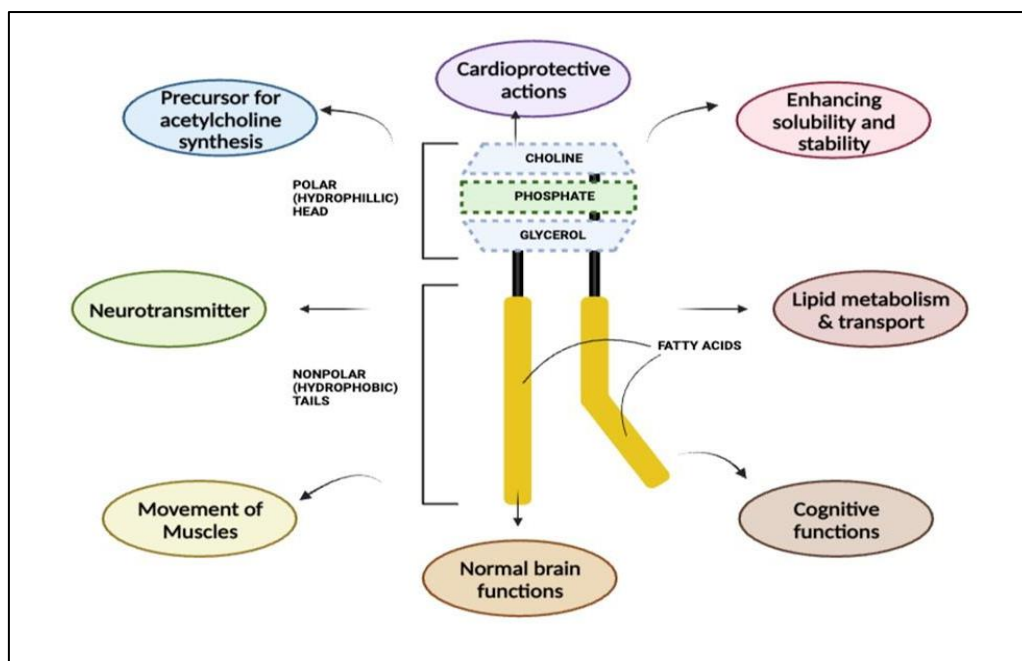 Cardioprotective
actions
Precursor for
acetylcholine
synthesis
Enhancing
solubility and
stability
CHOLINE
POLAR
(HYDROPHILLIC)
HEAD
PHOSPHATE
GLYCEROL
Neurotransmitter
Lipid metabolism
& transport
FATTY ACIDS
NONPOLAR
(HYDROPHOBIC)
TAILS
Movement of
Muscles
Cognitive
functions
Normal brain
functions